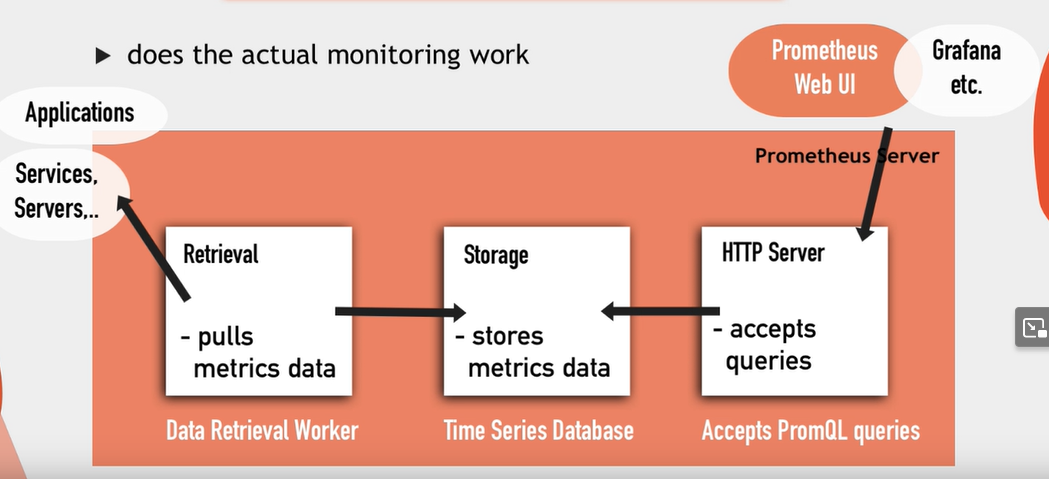 ► does the actual monitoring work
Prometheus
Web UI
Grafana
etc.
Applications
Services,
Servers,..
Prometheus Server
Retrieval
- pulls
metrics data
Storage
- stores
metrics data
HTTP Server
- accepts
queries
Data Retrieval Worker
Time Series Database
Accepts PromQL queries